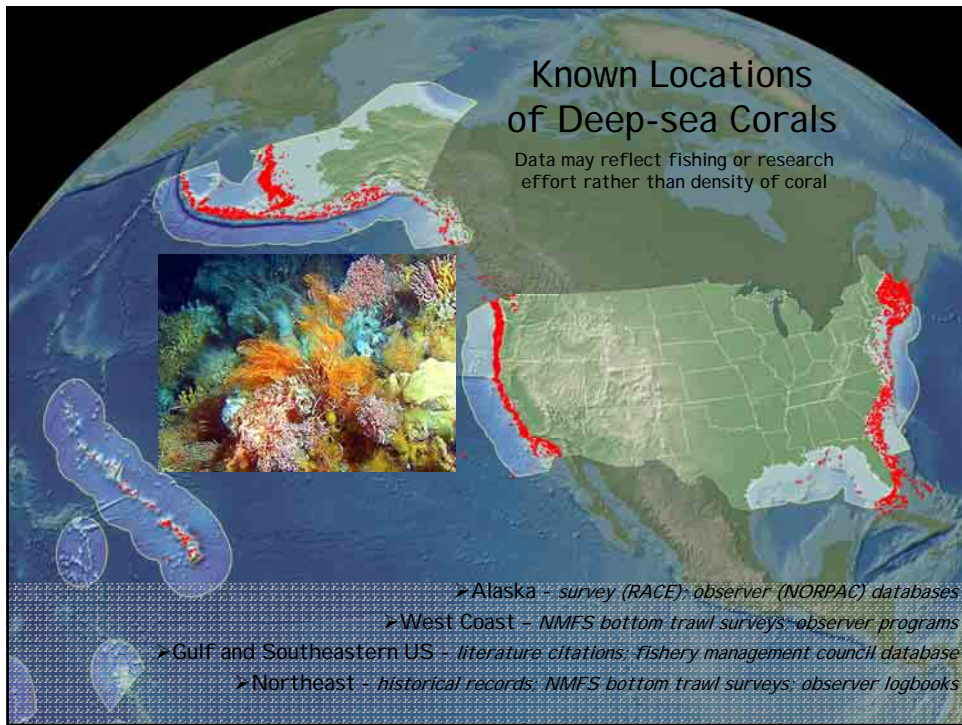 Known Locations
of Deep-sea Corals
Data may reflect fishing or research
effort rather than density of coral
➢Alaska - survey (RACE); observer (NORPAC) databases
➢West Coast – NMFS bottom trawl surveys; observer programs
➢Gulf and Southeastern US - literature citations; fishery management council database
➢Northeast - historical records; NMFS bottom trawl surveys; observer logbooks